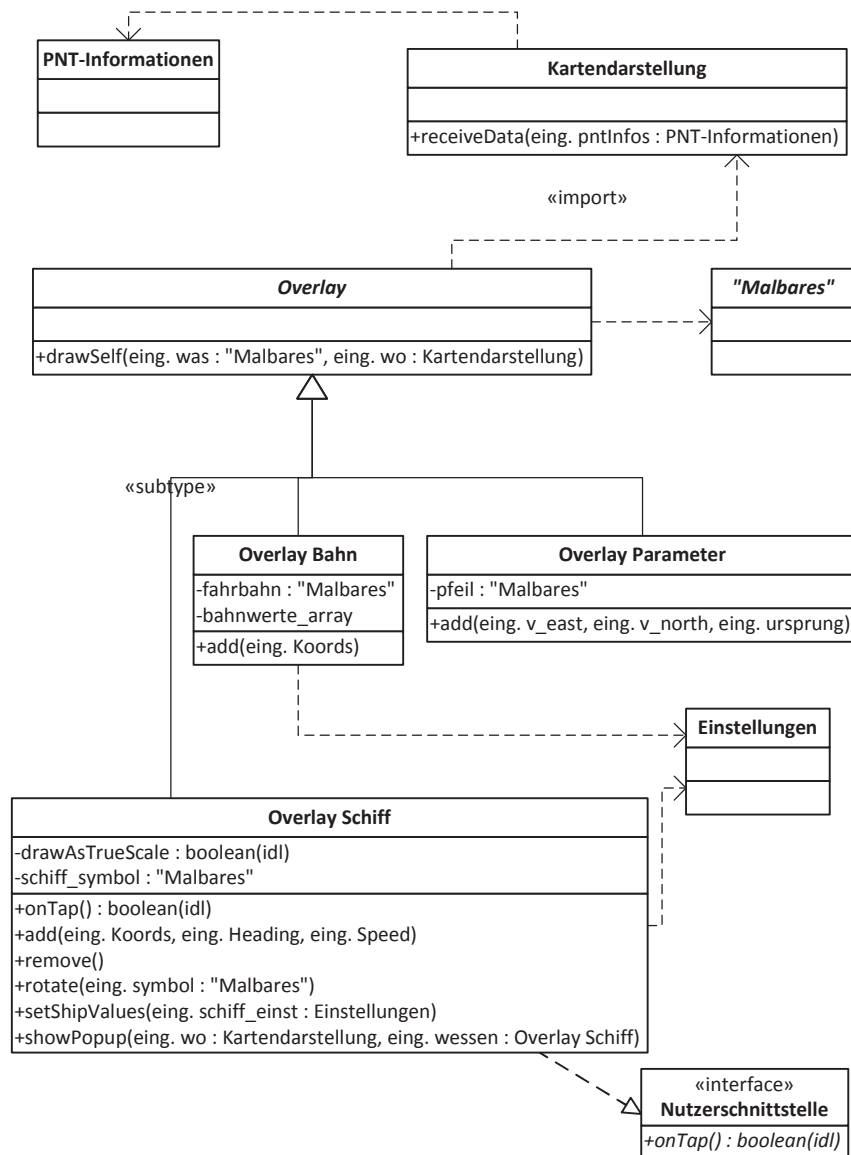 PNT-Informationen
Kartendarstellung
+receiveData(eing. pntInfos : PNT-Informationen)
«import»
Overlay
+drawSelf(eing. was : "Malbares", eing. wo : Kartendarstellung)
"Malbares"
«subtype»
Overlay Bahn
-fahrbahn : "Malbares"
-bahnwerte_array
+add(eing. Koords)
Overlay Parameter
-pfeil : "Malbares"
+add(eing. v_east, eing. v_north, eing. ursprung)
Einstellungen
Overlay Schiff
-drawAsTrueScale : boolean(idl)
-schiff_symbol : "Malbares"
+onTap() : boolean(idl)
+add(eing. Koords, eing. Heading, eing. Speed)
+remove()
+rotate(eing. symbol : "Malbares")
+setShipValues(eing. schiff_einst : Einstellungen)
+showPopup(eing. wo : Kartendarstellung, eing. wessen : Overlay Schiff)
«interface»
Nutzerschnittstelle
+onTap() : boolean(idl)